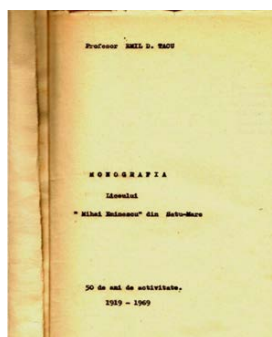 Profesor EMIL D. TACU
MONOGRAFIA
Liceului
" Mihai Eminescu" din Satu-Mare
50 de ani de activitate.
1919 - 1969